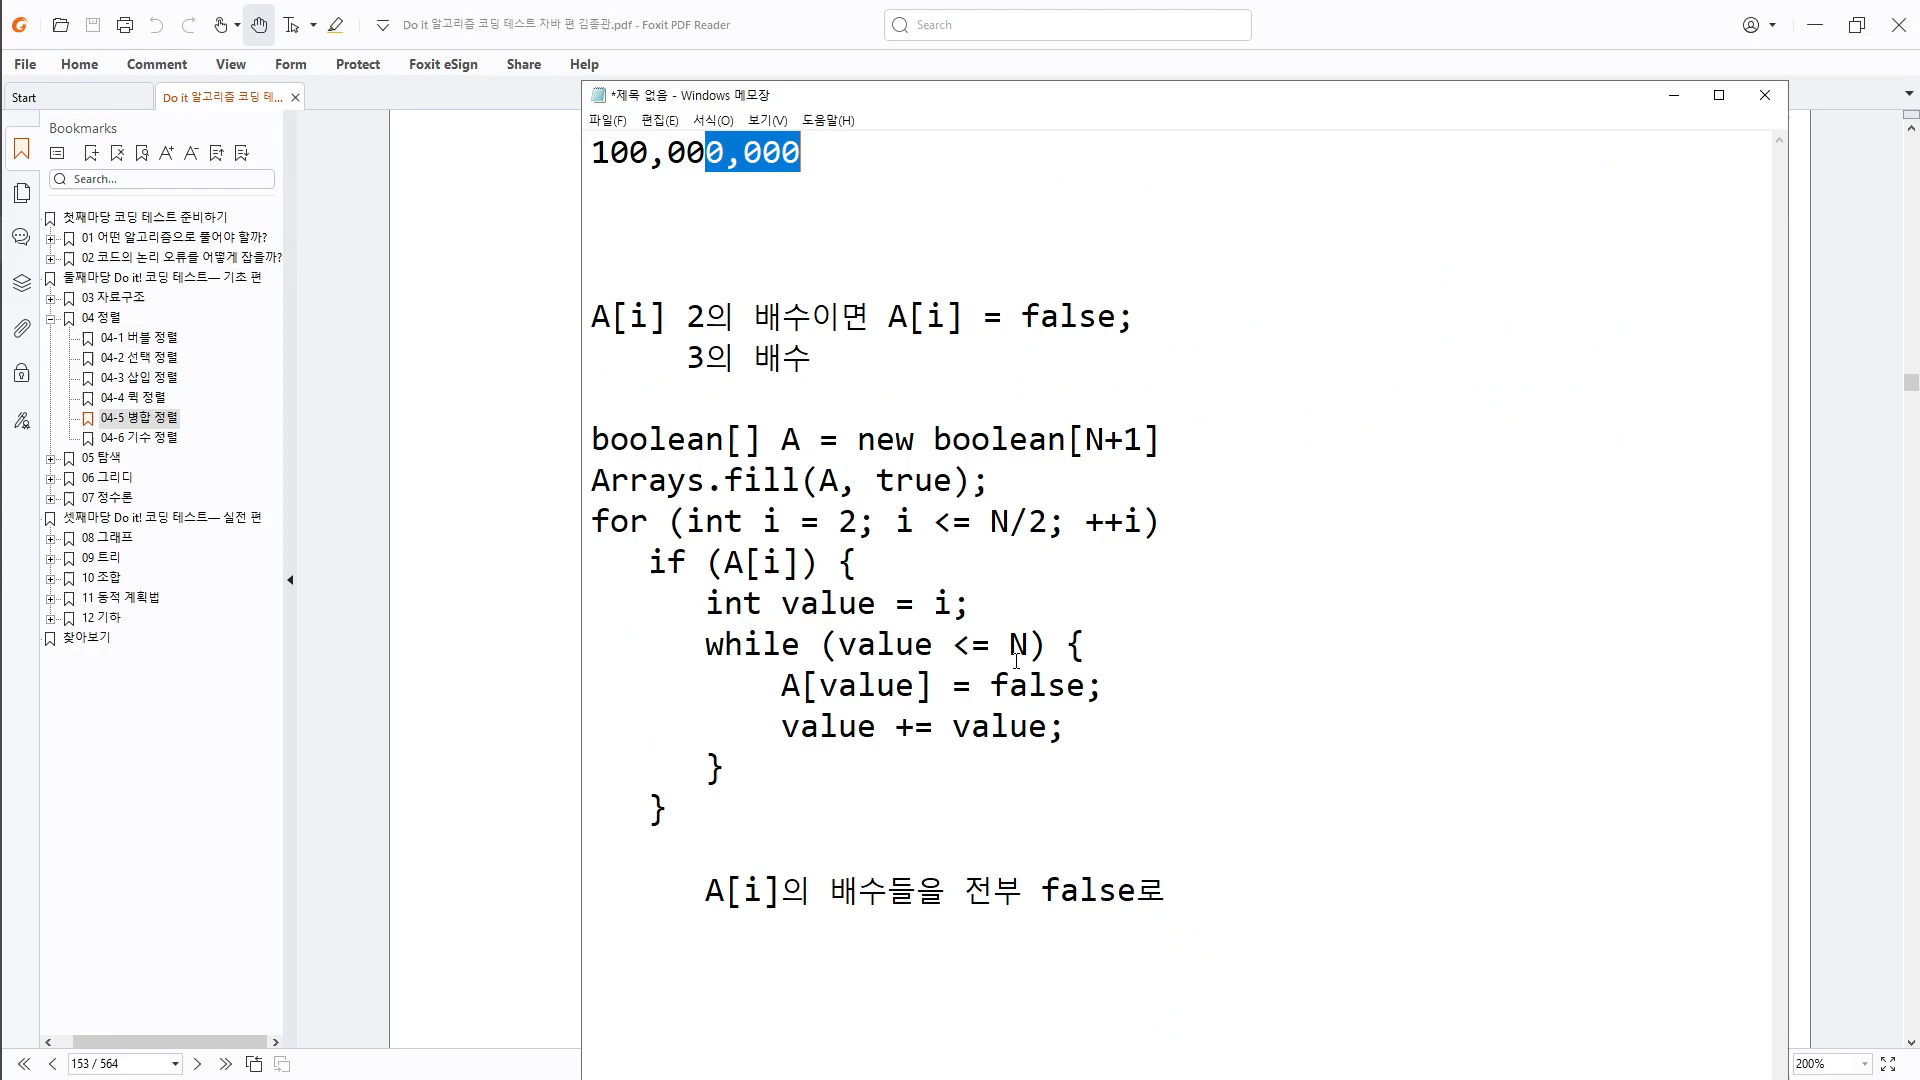 Do it 알고리즘 코딩 테스트 자바 편 김종관.pdf - Foxit PDF Reader
Search
File Home Comment View Form Protect Foxit eSign Share Help
Start
Do it 알고리즘 코딩 테...
Bookmarks
Search...
첫째마당 코딩 테스트 준비하기
01 어떤 알고리즘으로 풀어야 할까?
02 코드의 논리 오류를 어떻게 잡을까?
둘째마당 Do it! 코딩 테스트— 기초 편
03 자료구조
04 정렬
04-1 버블 정렬
04-2 선택 정렬
04-3 삽입 정렬
04-4 퀵 정렬
04-5 병합 정렬
04-6 기수 정렬
05 탐색
06 그리디
07 정수론
셋째마당 Do it! 코딩 테스트— 실전 편
08 그래프
09 트리
10 조합
11 동적 계획법
12 기하
찾아보기
153 / 564
*제목 없음 - Windows 메모장
파일(F) 편집(E) 서식(O) 보기(V) 도움말(H)
100,000,000
A[i] 2의 배수이면 A[i] = false;
3의 배수
boolean[] A = new boolean[N+1]
Arrays.fill(A, true);
for (int i = 2; i <= N/2; ++i)
if (A[i]) {
int value = i;
while (value <= N) {
A[value] = false;
value += value;
}
}
A[i]의 배수들을 전부 false로
200%